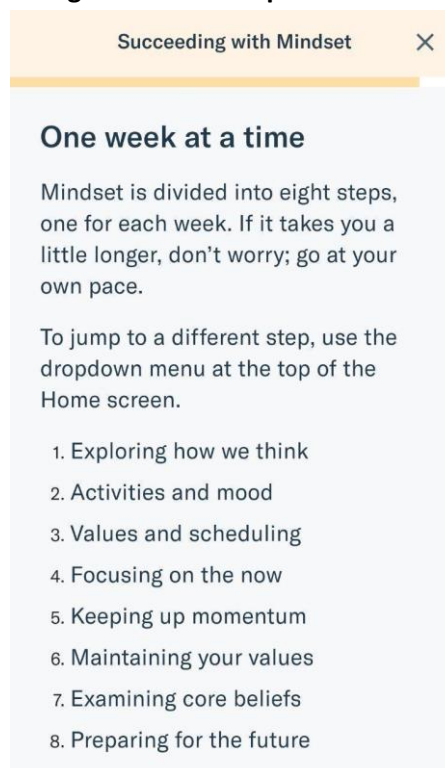 Succeeding with Mindset
One week at a time
Mindset is divided into eight steps,
one for each week. If it takes you a
little longer, don’t worry; go at your
own pace.
To jump to a different step, use the
dropdown menu at the top of the
Home screen.
1. Exploring how we think
2. Activities and mood
3. Values and scheduling
4. Focusing on the now
5. Keeping up momentum
6. Maintaining your values
7. Examining core beliefs
8. Preparing for the future